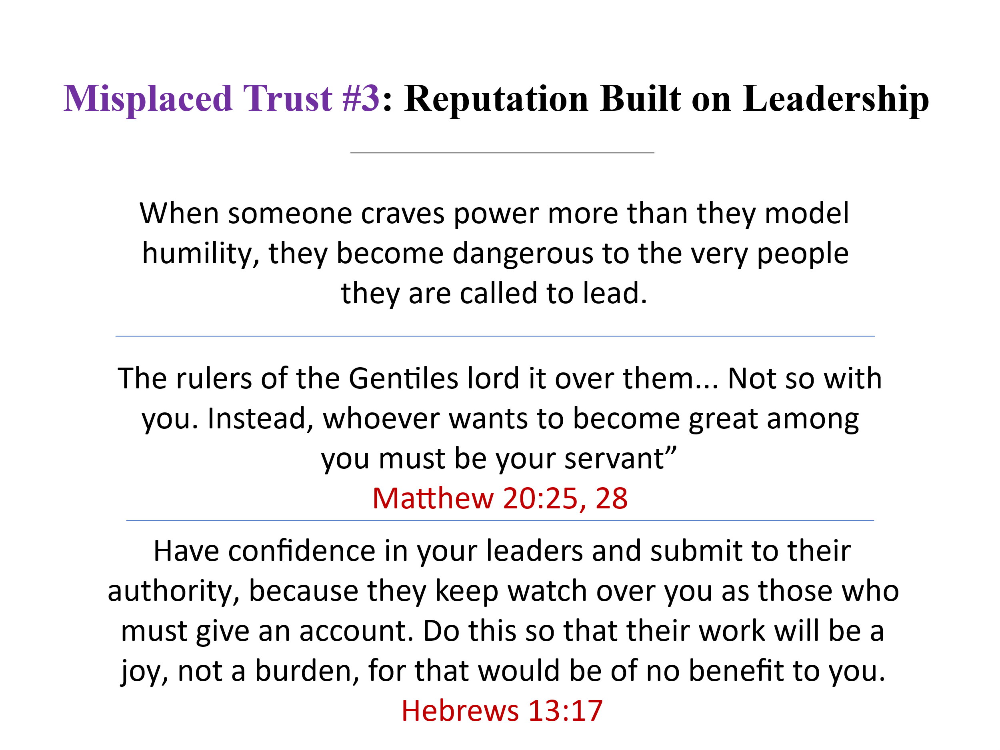 Misplaced Trust #3: Reputation Built on Leadership
When someone craves power more than they model
humility, they become dangerous to the very people
they are called to lead.
The rulers of the Gentiles lord it over them... Not so with
you. Instead, whoever wants to become great among
you must be your servant”
Matthew 20:25, 28
Have confidence in your leaders and submit to their
authority, because they keep watch over you as those who
must give an account. Do this so that their work will be a
joy, not a burden, for that would be of no benefit to you.
Hebrews 13:17